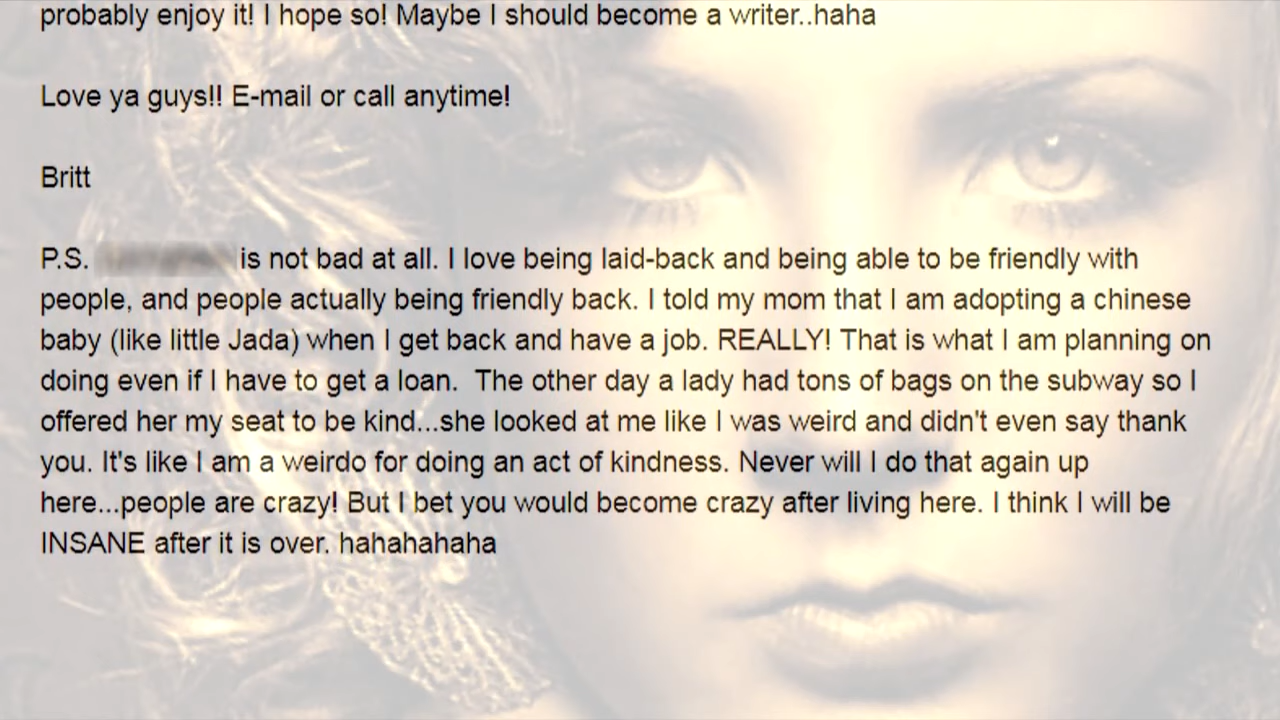 probably enjoy it! I hope so! Maybe I should become a writer..haha
Love ya guys!! E-mail or call anytime!
Britt
P.S. is not bad at all. I love being laid-back and being able to be friendly with
people, and people actually being friendly back. I told my mom that I am adopting a chinese
baby (like little Jada) when I get back and have a job. REALLY! That is what I am planning on
doing even if I have to get a loan.  The other day a lady had tons of bags on the subway so I
offered her my seat to be kind...she looked at me like I was weird and didn't even say thank
you. It's like I am a weirdo for doing an act of kindness. Never will I do that again up
here...people are crazy! But I bet you would become crazy after living here. I think I will be
INSANE after it is over. hahahahaha